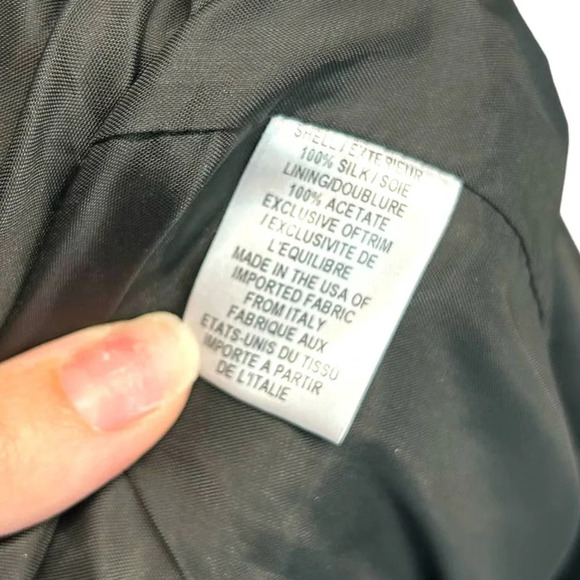 SHELL / EXTERIEUR
100% SILK / SOIE
LINING/DOUBLURE
100% ACETATE
EXCLUSIVE OFTRIM
/ EXCLUSIVITE DE
L'EQUILIBRE
MADE IN THE USA OF
IMPORTED FABRIC
FROM ITALY
FABRIQUE AUX
ETATS-UNIS DU TISSU
IMPORTE A PARTIR
DE L'ITALIE